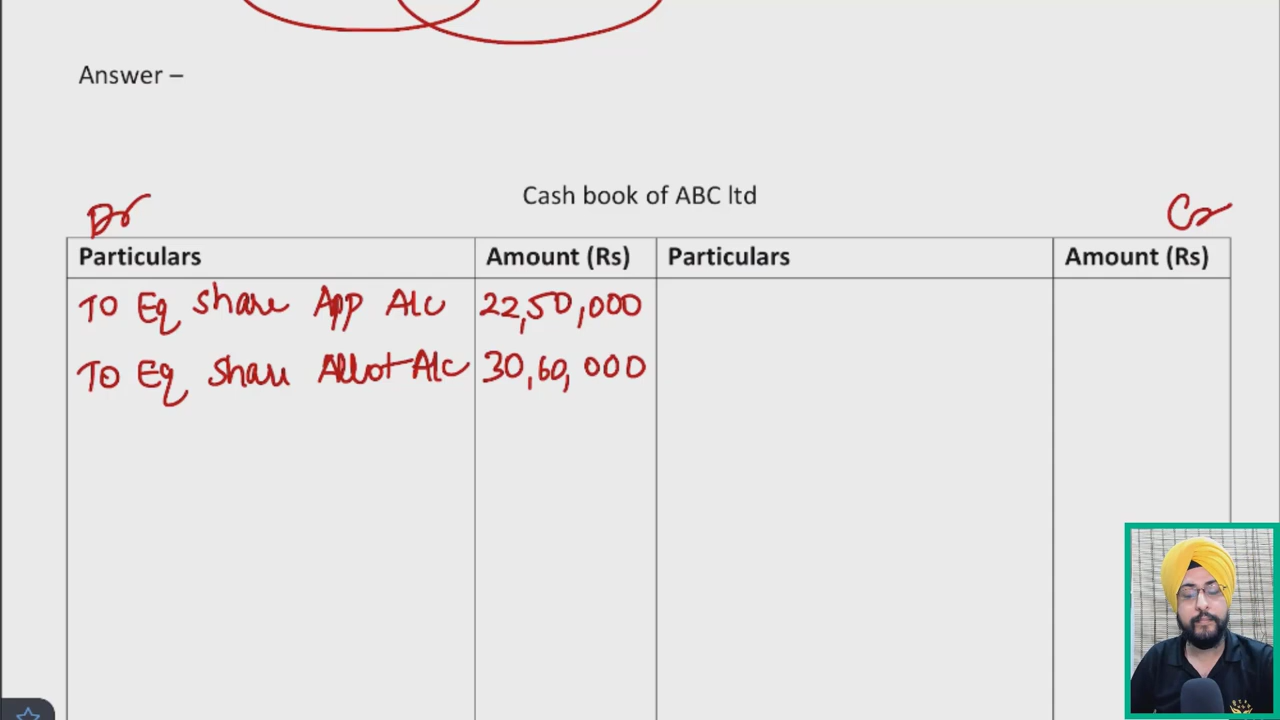 Answer –
Cash book of ABC ltd
Dr
Cr
Particulars Amount (Rs) Particulars Amount (Rs)
To Eq Share App A/c 22,50,000
To Eq Share Allot A/c 30,60,000